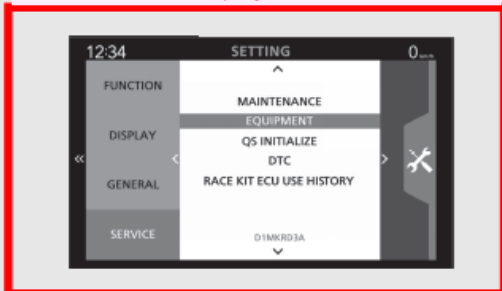 12:34 SETTING 0
FUNCTION
DISPLAY
GENERAL
SERVICE
MAINTENANCE
EQUIPMENT
QS INITIALIZE
DTC
RACE KIT ECU USE HISTORY
D1MKRD3A